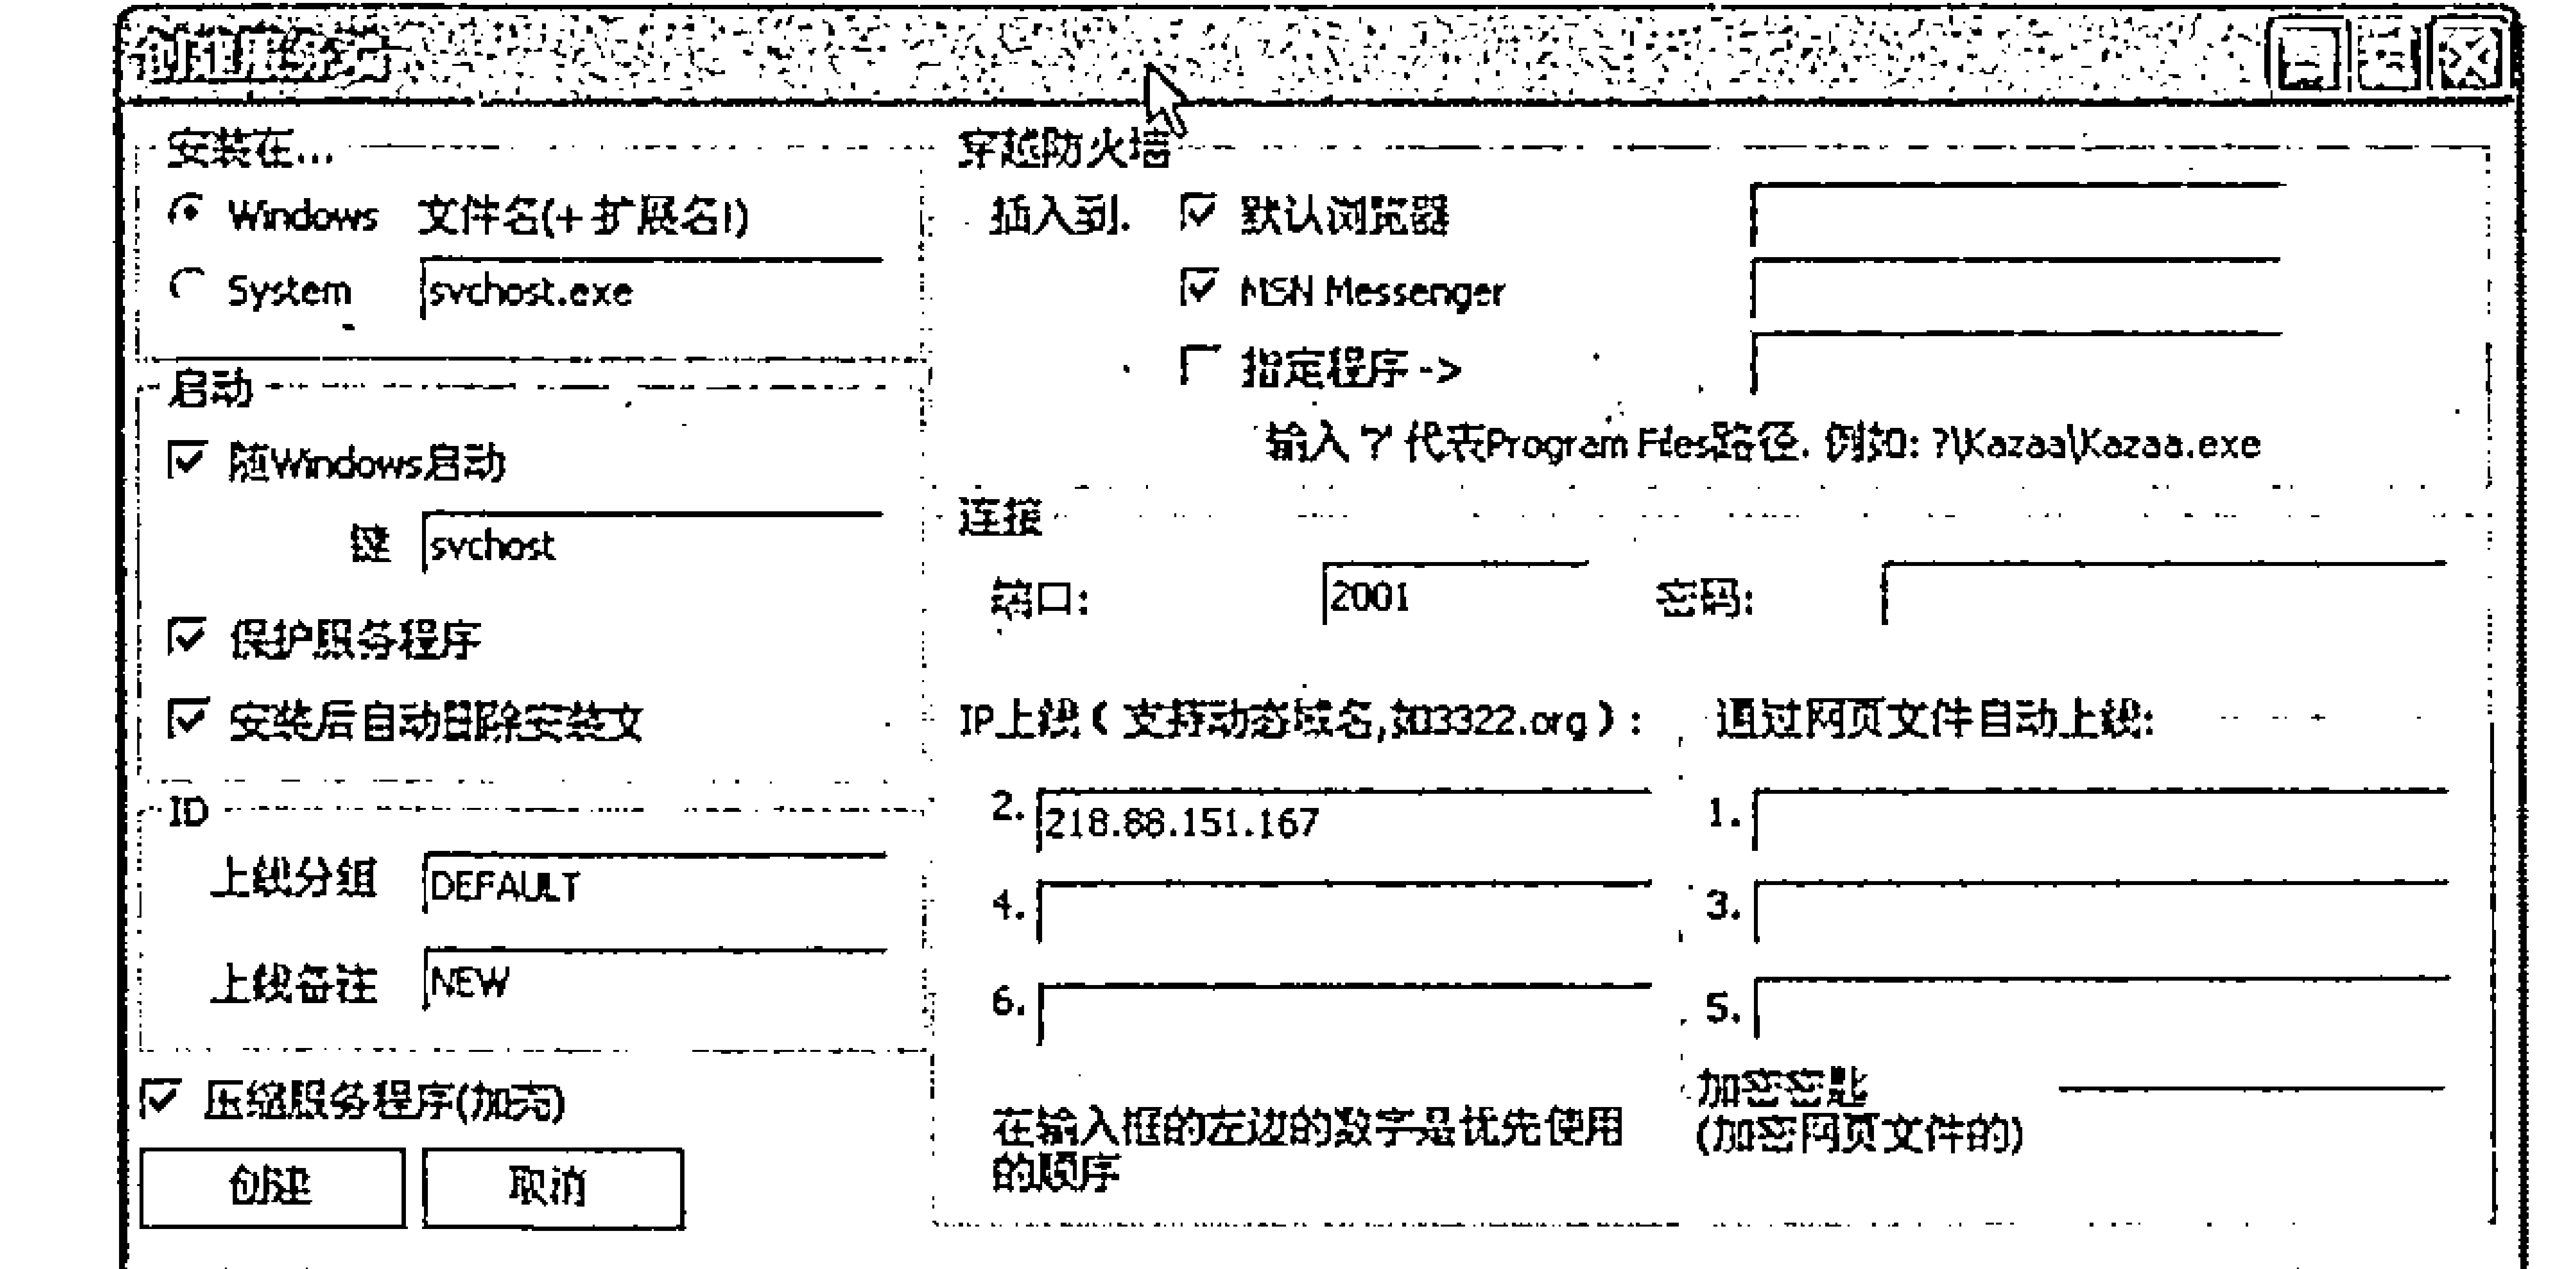 创建服务端
安装在...
Windows 文件名(+扩展名!)
System svchost.exe
启动
随Windows启动
键 svchost
保护服务程序
安装后自动删除安装文
ID
上线分组 DEFAULT
上线备注 NEW
压缩服务程序(加壳)
创建 取消
穿越防火墙
插入到. 默认浏览器
MSN Messenger
指定程序 ->
输入 '?' 代表Program Files路径. 例如: ?\Kazaa\Kazaa.exe
连接
端口: 2001 密码:
IP上线 ( 支持动态域名,如3322.org ) :
2. 218.88.151.167
4.
6.
在输入框的左边的数字是优先使用
的顺序
通过网页文件自动上线:
1.
3.
5.
加密密匙
(加密网页文件的)